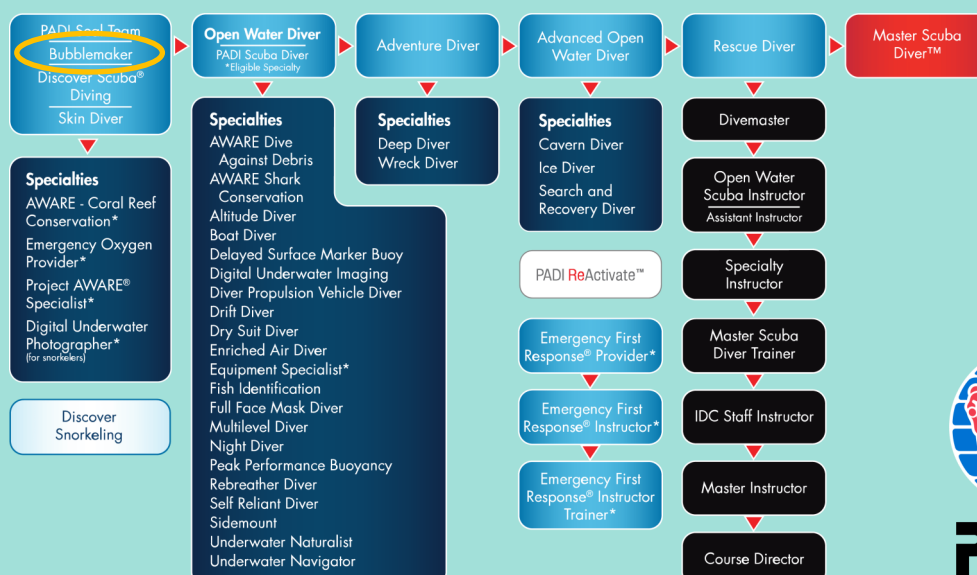 PADI Seal Team
Bubblemaker
Discover Scuba®
Diving
Skin Diver
Specialties
AWARE - Coral Reef
Conservation*
Emergency Oxygen
Provider*
Project AWARE®
Specialist*
Digital Underwater
Photographer*
(for snorkelers)
Discover
Snorkeling
Open Water Diver
PADI Scuba Diver
*Eligible Specialty
Specialties
AWARE Dive
Against Debris
AWARE Shark
Conservation
Altitude Diver
Boat Diver
Delayed Surface Marker Buoy
Digital Underwater Imaging
Diver Propulsion Vehicle Diver
Drift Diver
Dry Suit Diver
Enriched Air Diver
Equipment Specialist*
Fish Identification
Full Face Mask Diver
Multilevel Diver
Night Diver
Peak Performance Buoyancy
Rebreather Diver
Self Reliant Diver
Sidemount
Underwater Naturalist
Underwater Navigator
Adventure Diver
Specialties
Deep Diver
Wreck Diver
Advanced Open
Water Diver
Specialties
Cavern Diver
Ice Diver
Search and
Recovery Diver
PADI ReActivate™
Emergency First
Response® Provider*
Emergency First
Response® Instructor*
Emergency First
Response® Instructor
Trainer*
Rescue Diver
Divemaster
Open Water
Scuba Instructor
Assistant Instructor
Specialty
Instructor
Master Scuba
Diver Trainer
IDC Staff Instructor
Master Instructor
Course Director
Master Scuba
Diver™